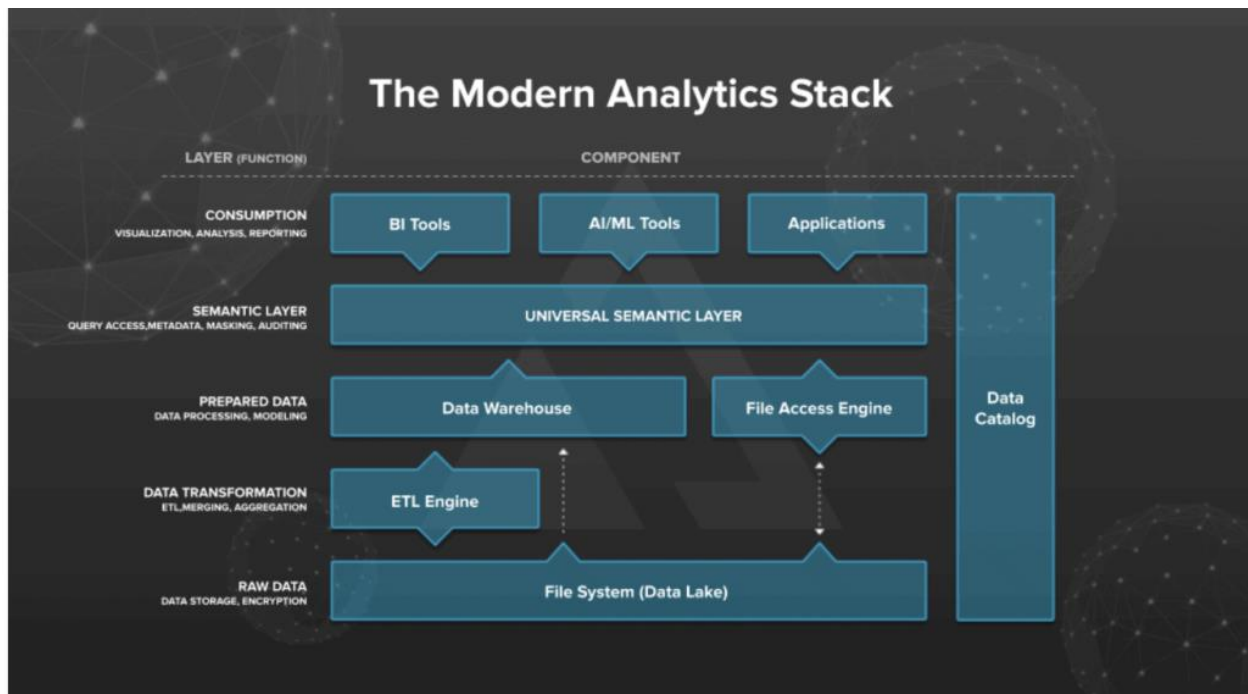 The Modern Analytics Stack
LAYER (FUNCTION)
COMPONENT
CONSUMPTION
VISUALIZATION, ANALYSIS, REPORTING
BI Tools
AI/ML Tools
Applications
SEMANTIC LAYER
QUERY ACCESS,METADATA, MASKING, AUDITING
UNIVERSAL SEMANTIC LAYER
PREPARED DATA
DATA PROCESSING, MODELING
Data Warehouse
File Access Engine
Data
Catalog
DATA TRANSFORMATION
ETL,MERGING, AGGREGATION
ETL Engine
RAW DATA
DATA STORAGE, ENCRYPTION
File System (Data Lake)